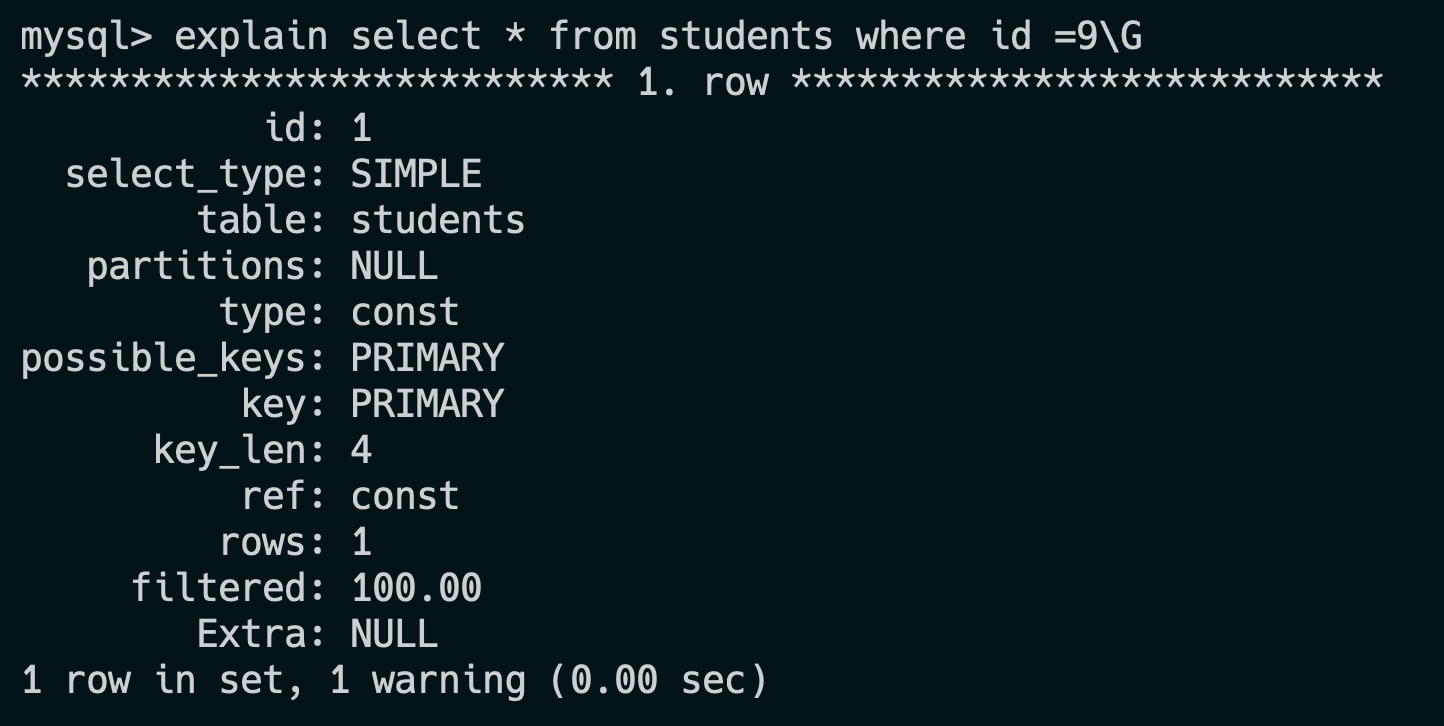 mysql> explain select * from students where id =9\G
*************************** 1. row ***************************
id: 1
select_type: SIMPLE
table: students
partitions: NULL
type: const
possible_keys: PRIMARY
key: PRIMARY
key_len: 4
ref: const
rows: 1
filtered: 100.00
Extra: NULL
1 row in set, 1 warning (0.00 sec)